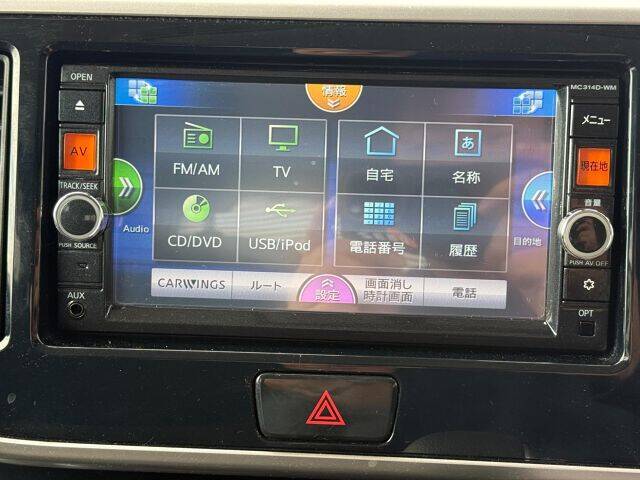 OPEN
MC314D-WM
情報
AV
TRACK/SEEK
PUSH SOURCE
AUX
FM/AM
TV
CD/DVD
USB/iPod
Audio
自宅
あ
名称
電話番号
履歴
目的地
CARWINGS
ルート
設定
画面消し
時計画面
電話
メニュー
現在地
音量
PUSH AV OFF
OPT